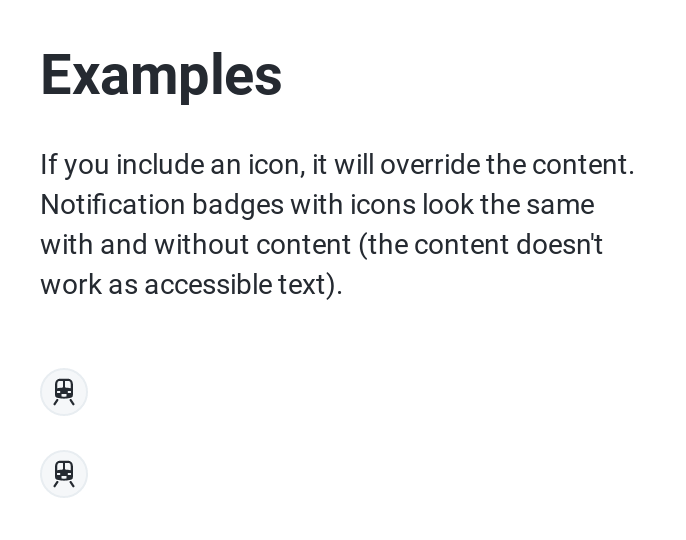 Examples
If you include an icon, it will override the content.
Notification badges with icons look the same
with and without content (the content doesn't
work as accessible text).